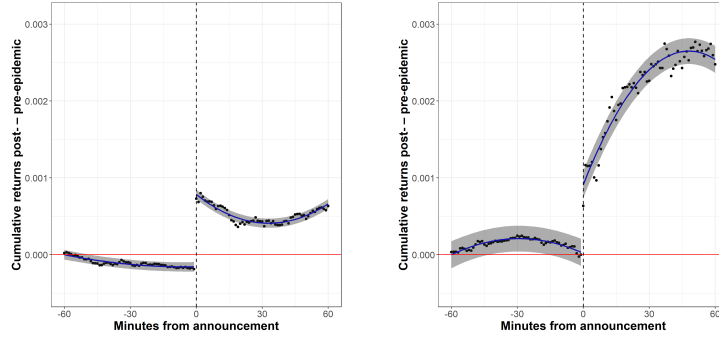 Cumulative returns post- – pre-epidemic
0.003
0.002
0.001
0.000
-60 -30 0 30 60
Minutes from announcement
Cumulative returns post- – pre-epidemic
0.003
0.002
0.001
0.000
-60 -30 0 30 60
Minutes from announcement